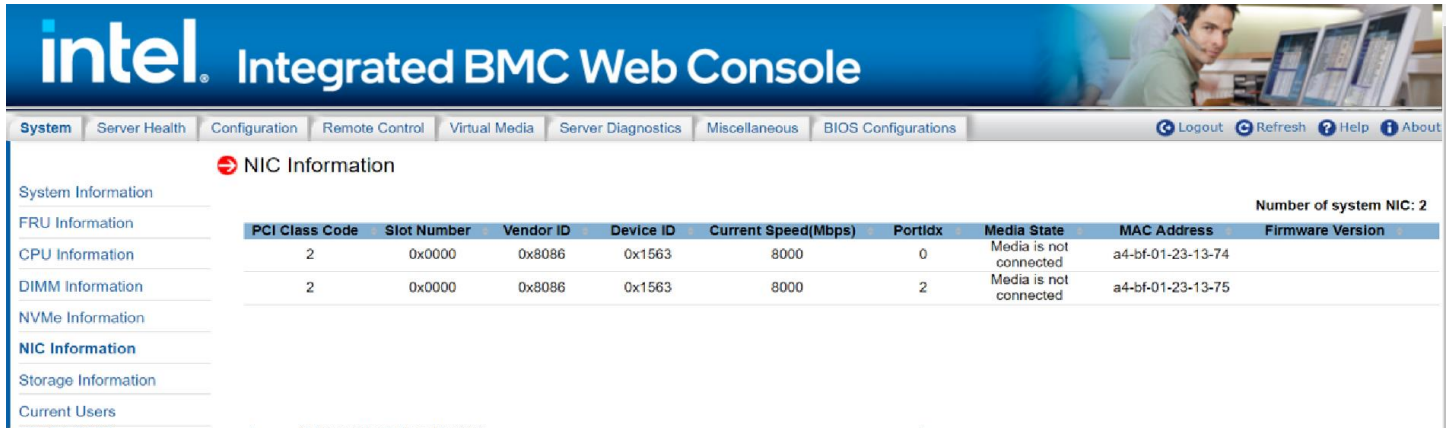 intel. Integrated BMC Web Console
System Server Health Configuration Remote Control Virtual Media Server Diagnostics Miscellaneous BIOS Configurations Logout Refresh Help About
NIC Information
System Information
FRU Information
CPU Information
DIMM Information
NVMe Information
NIC Information
Storage Information
Current Users
Number of system NIC: 2
PCI Class Code Slot Number Vendor ID Device ID Current Speed(Mbps) PortIdx Media State MAC Address Firmware Version
2 0x0000 0x8086 0x1563 8000 0 Media is not connected a4-bf-01-23-13-74
2 0x0000 0x8086 0x1563 8000 2 Media is not connected a4-bf-01-23-13-75